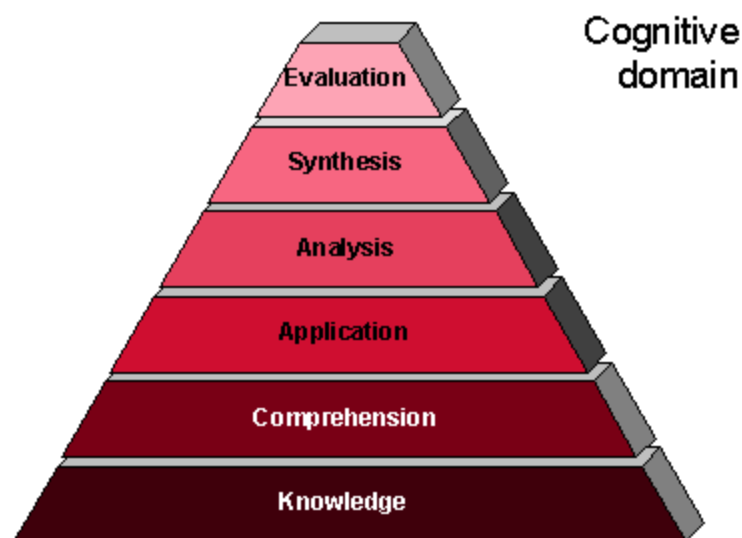 Cognitive
domain
Evaluation
Synthesis
Analysis
Application
Comprehension
Knowledge